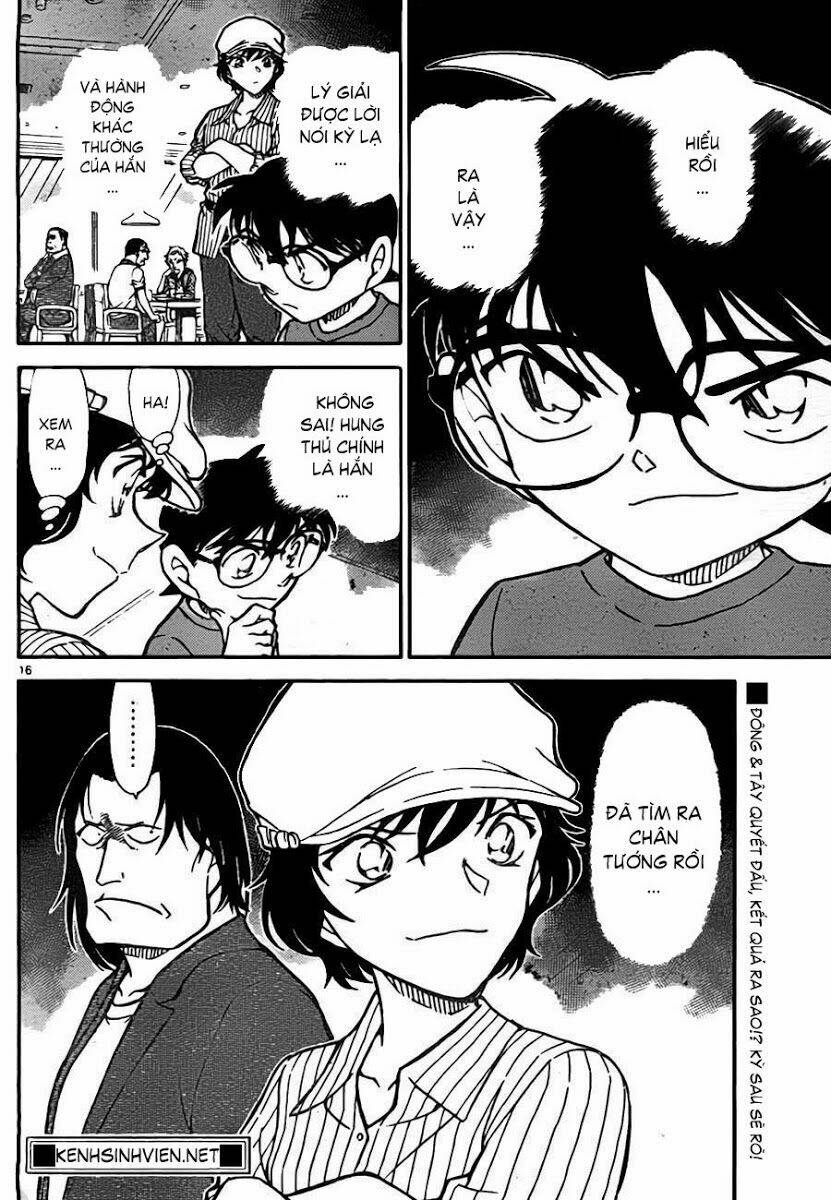 HIỂU
RỒI
...
RA
LÀ
VẬY
...
LÝ GIẢI
ĐƯỢC LỜI
NÓI KỲ LẠ
...
VÀ HÀNH
ĐỘNG
KHÁC
THƯỜNG
CỦA HẮN
...
KHÔNG
SAI! HUNG
THỦ CHÍNH
LÀ HẮN
...
HA!
XEM
RA
...
16
ĐÃ TÌM RA
CHÂN
TƯỚNG RỒI
...
.........
ĐÔNG & TÂY QUYẾT ĐẤU, KẾT QUẢ RA SAO!? KỲ SAU SẼ RÕ!
KENHSINHVIEN.NET